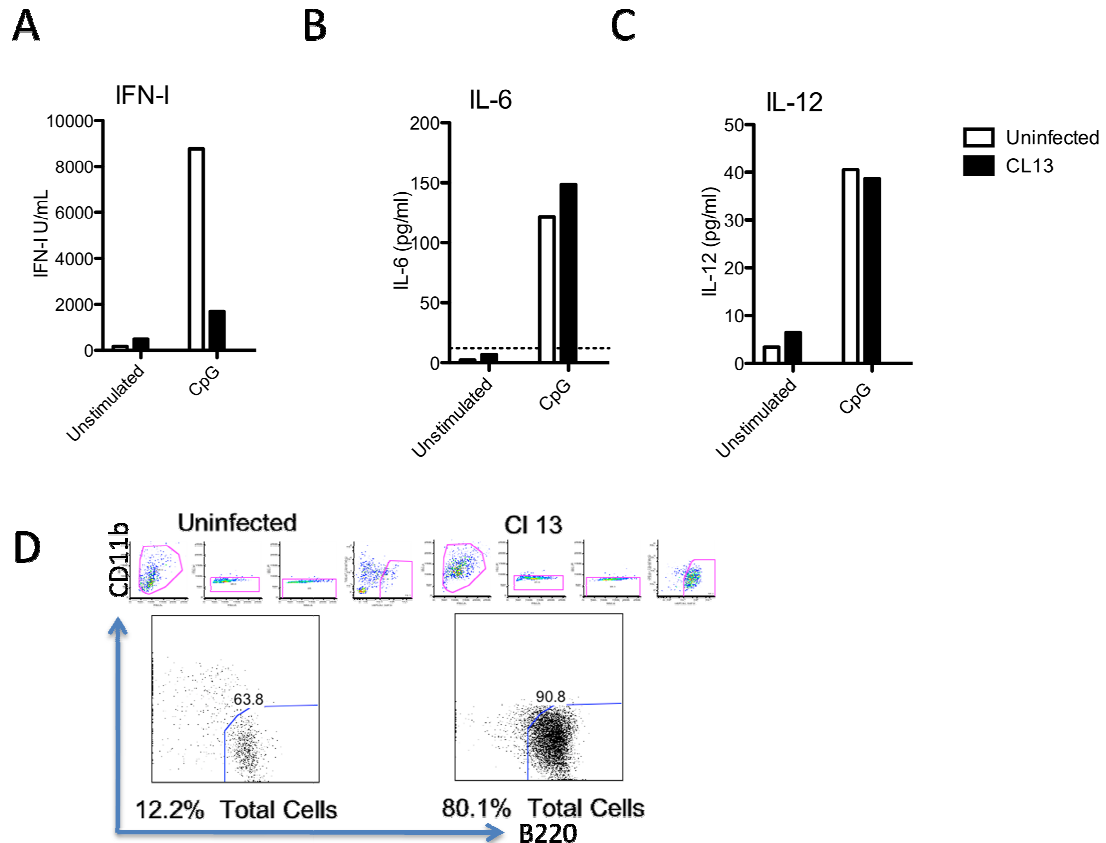 A
B
C
IFN-I
IL-6
IL-12
Uninfected
CL13
IFN-I U/mL
10000
8000
6000
4000
2000
0
Unstimulated
CpG
IL-6 (pg/ml)
200
150
100
50
0
Unstimulated
CpG
IL-12 (pg/ml)
50
40
30
20
10
0
Unstimulated
CpG
D
CD11b
Uninfected
Cl 13
63.8
90.8
12.2% Total Cells
80.1% Total Cells
B220